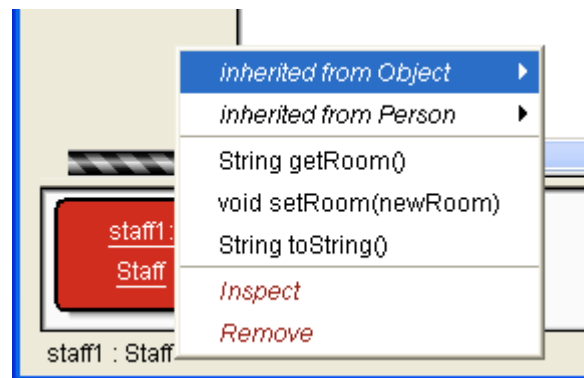 inherited from Object
inherited from Person
String getRoom()
void setRoom(newRoom)
String toString()
Inspect
Remove
staff1:
Staff
staff1 : Staff